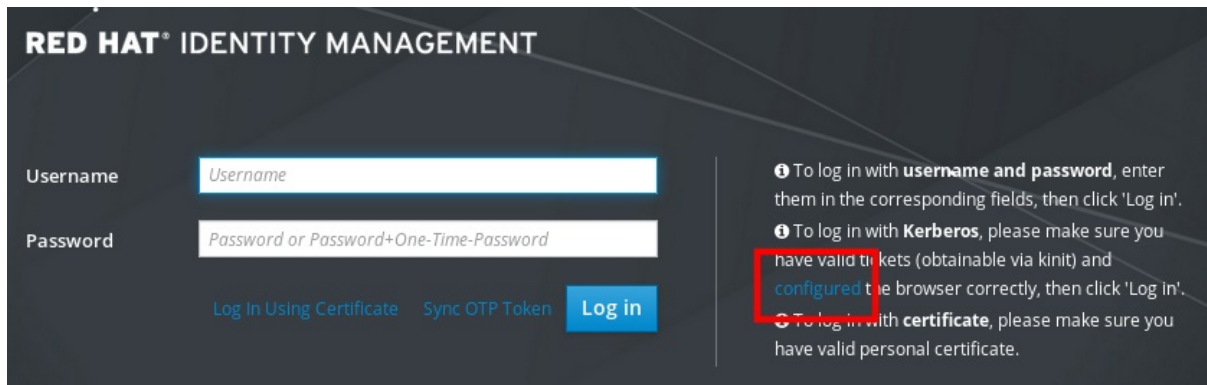 RED HAT® IDENTITY MANAGEMENT
Username
Username
Password
Password or Password+One-Time-Password
Log In Using Certificate Sync OTP Token Log in
To log in with username and password, enter
them in the corresponding fields, then click 'Log in'.
To log in with Kerberos, please make sure you
have valid tickets (obtainable via kinit) and
configured the browser correctly, then click 'Log in'.
To log in with certificate, please make sure you
have valid personal certificate.